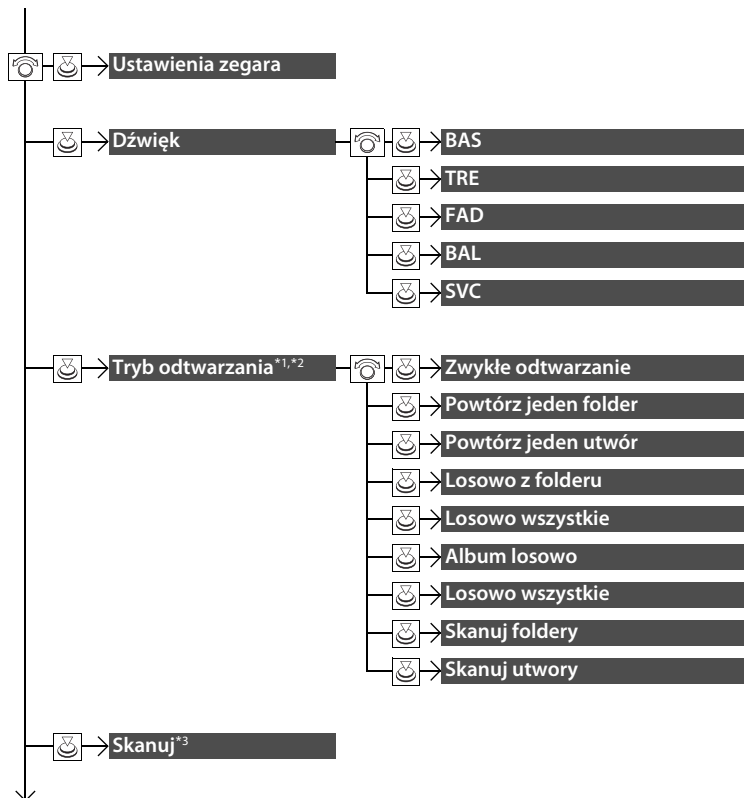 Ustawienia zegara
Dźwięk
BAS
TRE
FAD
BAL
SVC
Tryb odtwarzania*1,*2
Zwykłe odtwarzanie
Powtórz jeden folder
Powtórz jeden utwór
Losowo z folderu
Losowo wszystkie
Album losowo
Losowo wszystkie
Skanuj foldery
Skanuj utwory
Skanuj*3